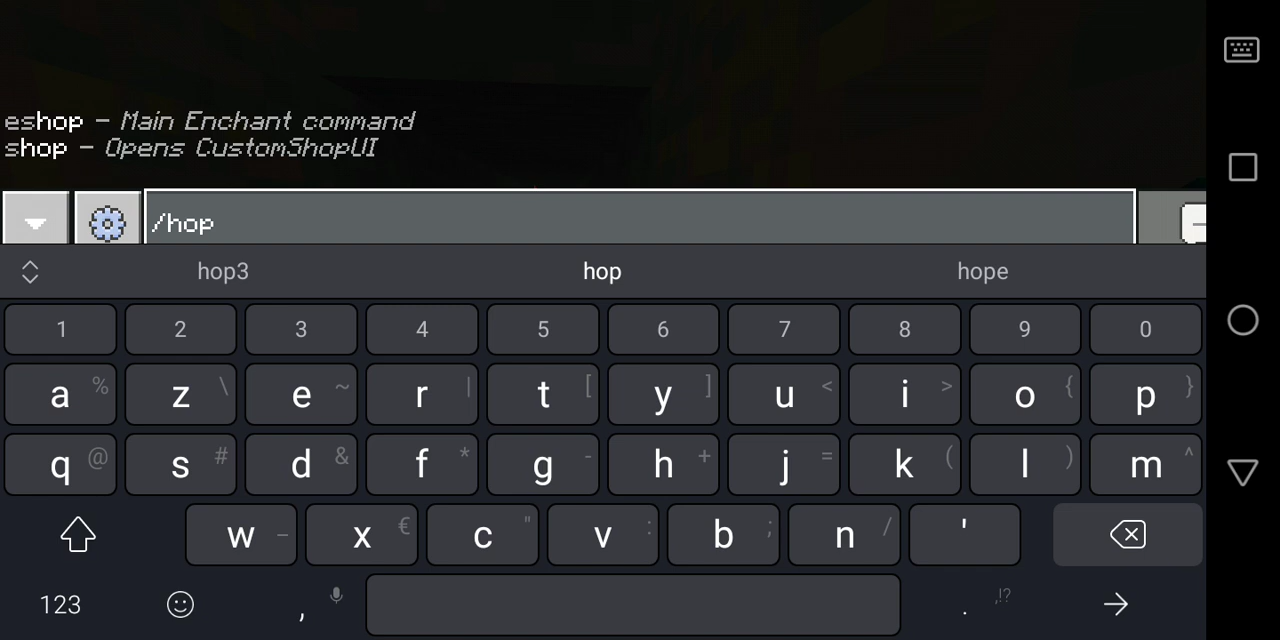 eshop – Main Enchant command
shop – Opens CustomShopUI
/hop
hop3 hop hope
1 2 3 4 5 6 7 8 9 0
a % z \ e ~ r | t [ y ] u < i > o { p }
q @ s # d & f * g - h + j = k ( l ) m ^
w _ x € c " v : b ; n / '
123 , . ,!?